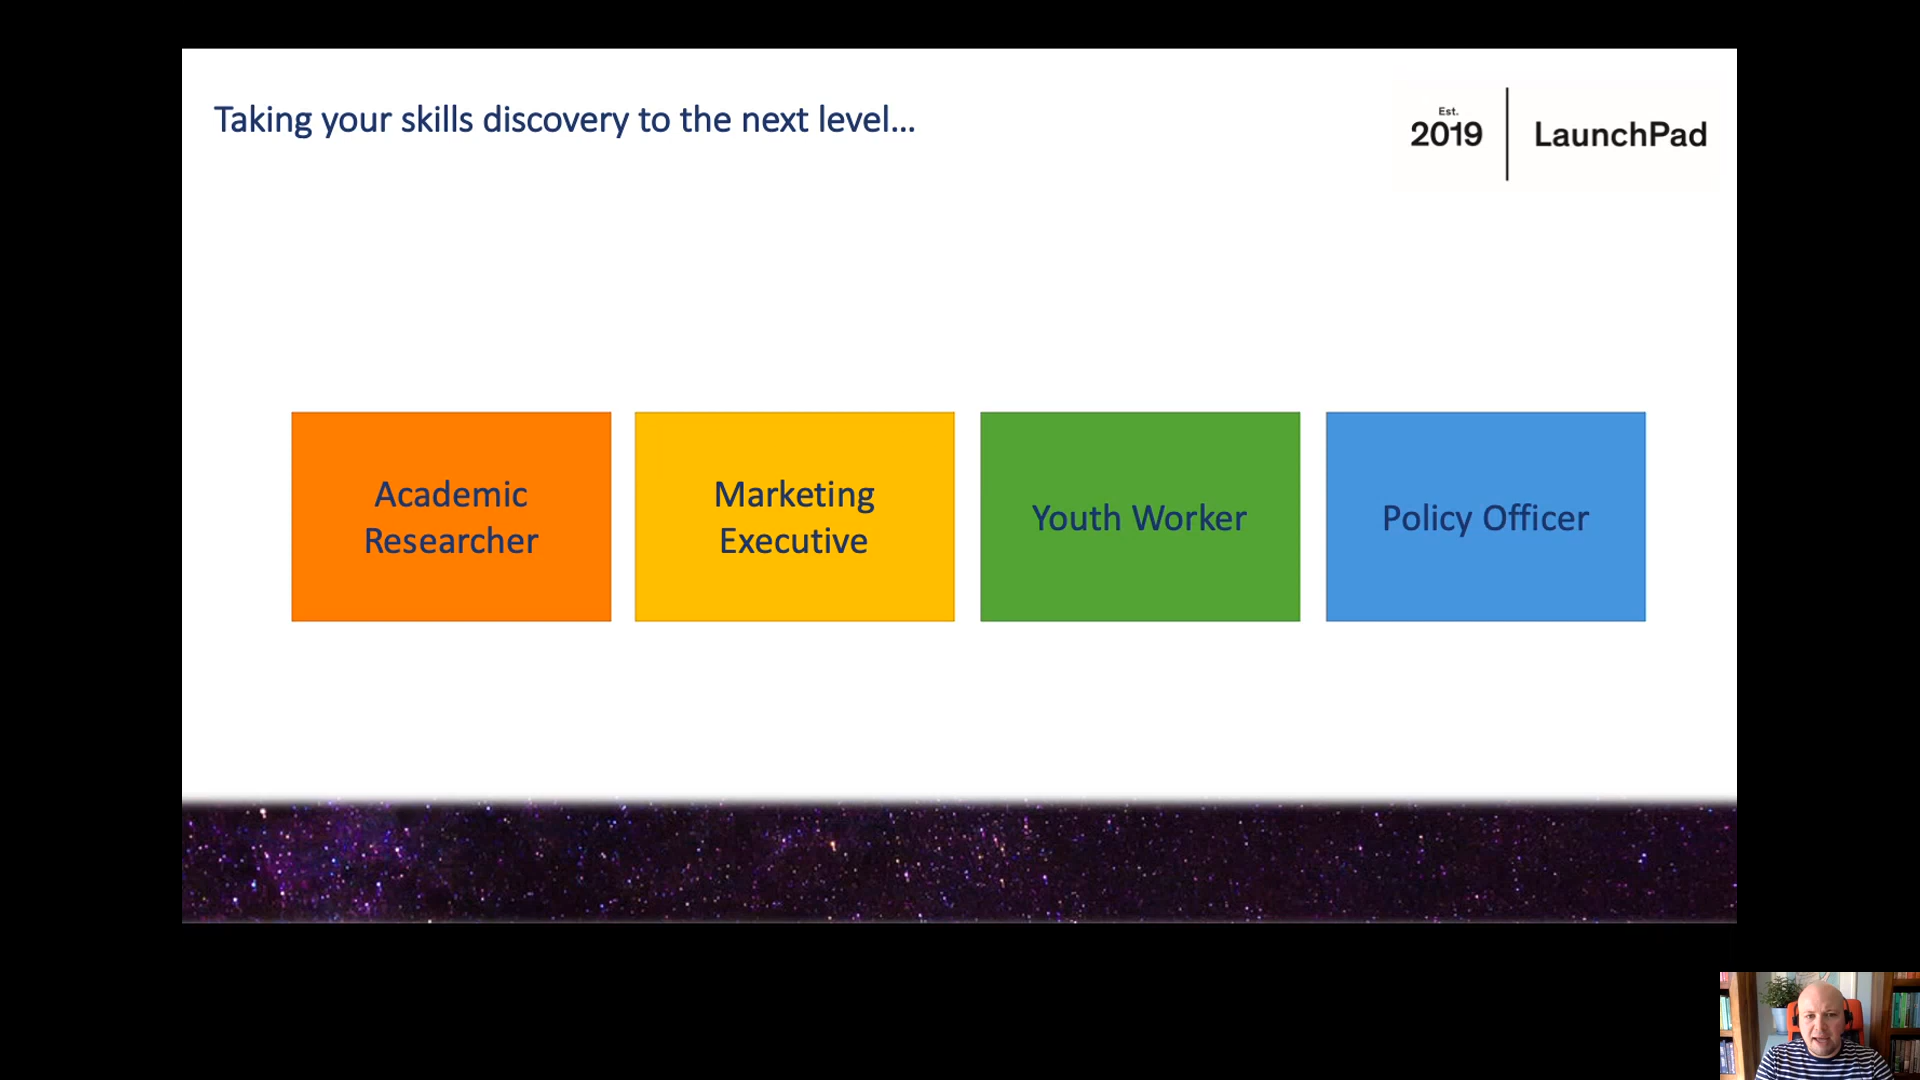 Taking your skills discovery to the next level...
Est.
2019
LaunchPad
Academic
Researcher
Marketing
Executive
Youth Worker
Policy Officer